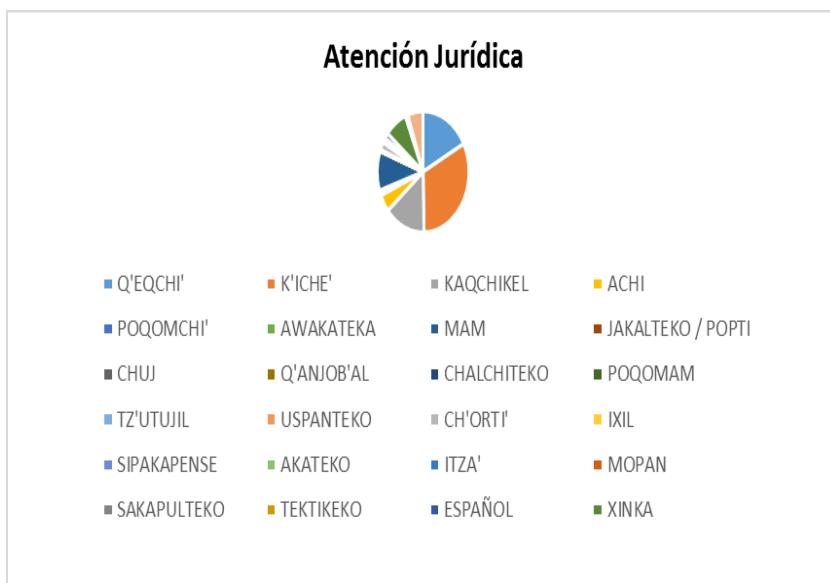 Atención Jurídica
Q'EQCHI' K'ICHE' KAQCHIKEL ACHI
POQOMCHI' AWAKATEKA MAM JAKALTEKO / POPTI
CHUJ Q'ANJOB'AL CHALCHITEKO POQOMAM
TZ'UTUJIL USPANTEKO CH'ORTI' IXIL
SIPAKAPENSE AKATEKO ITZA' MOPAN
SAKAPULTEKO TEKTIKEKO ESPAÑOL XINKA